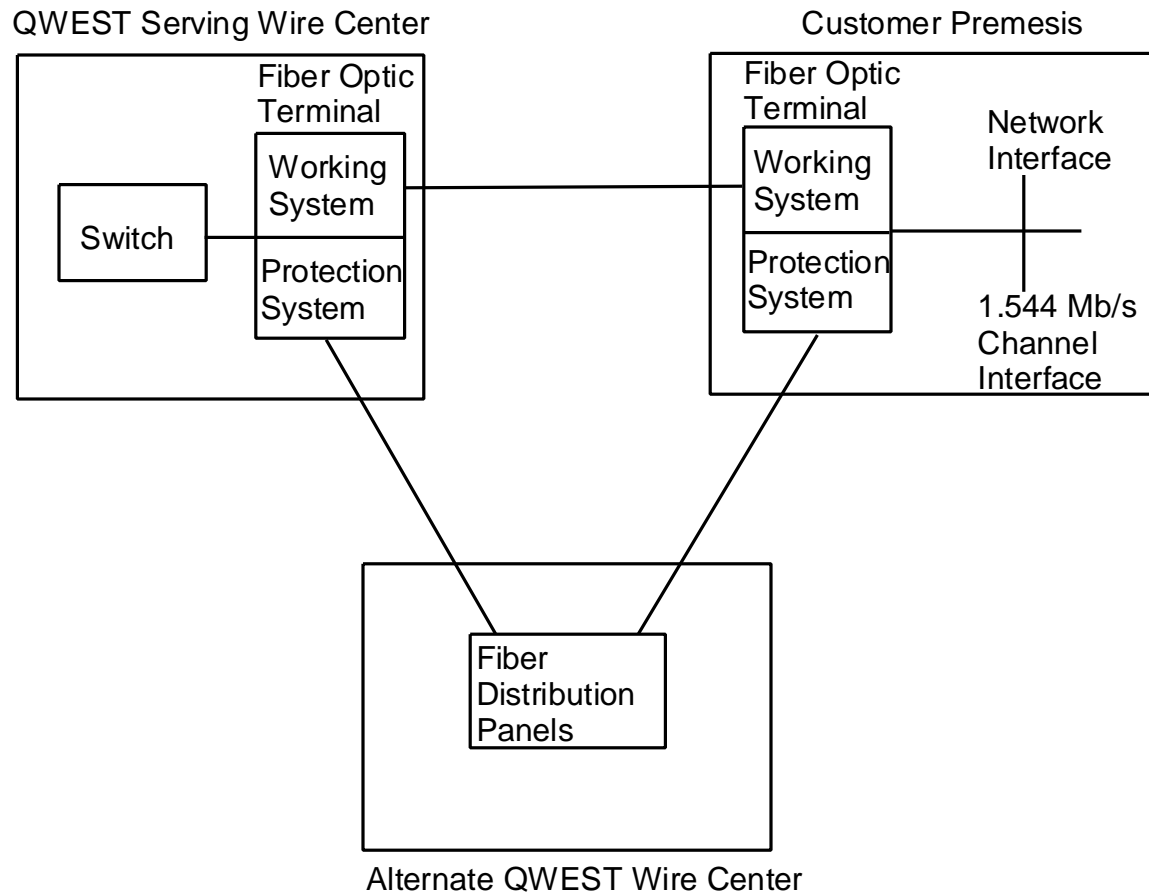 QWEST Serving Wire Center
Customer Premesis
Fiber Optic
Terminal
Working
System
Switch
Protection
System
Fiber Optic
Terminal
Working
System
Protection
System
Network
Interface
1.544 Mb/s
Channel
Interface
Fiber
Distribution
Panels
Alternate QWEST Wire Center